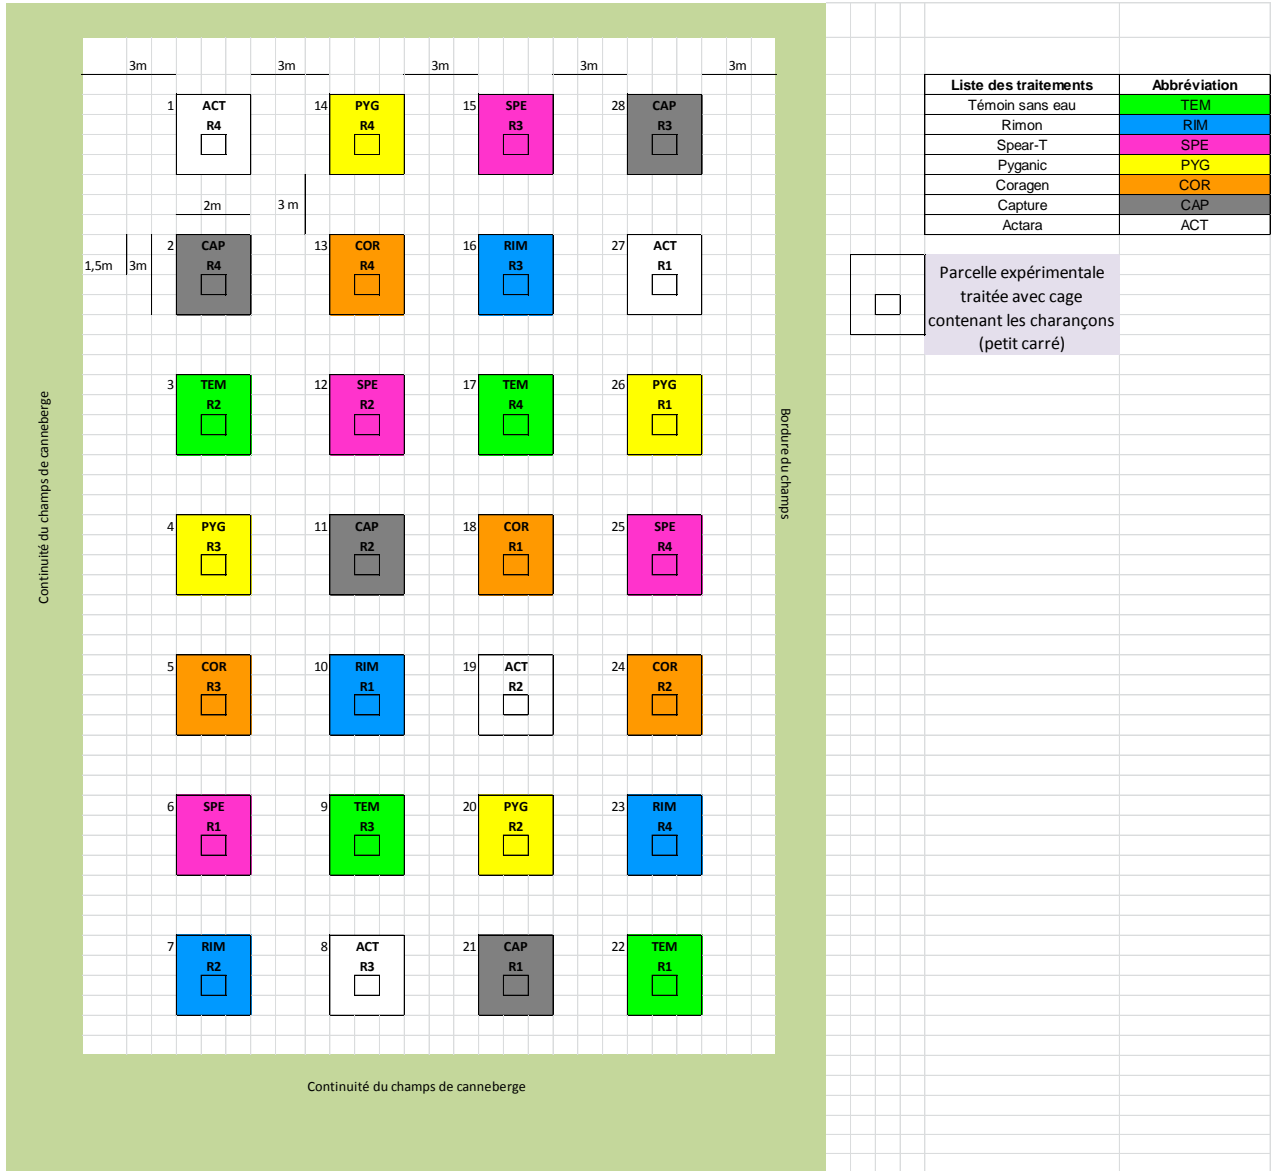 3m 3m 3m 3m 3m
1 ACT 14 PYG 15 SPE 28 CAP
R4 R4 R3 R3
2m 3 m
2 CAP 13 COR 16 RIM 27 ACT
1,5m 3m R4 R4 R3 R1
3 TEM 12 SPE 17 TEM 26 PYG
R2 R2 R4 R1
4 PYG 11 CAP 18 COR 25 SPE
R3 R2 R1 R4
5 COR 10 RIM 19 ACT 24 COR
R3 R1 R2 R2
6 SPE 9 TEM 20 PYG 23 RIM
R1 R3 R2 R4
7 RIM 8 ACT 21 CAP 22 TEM
R2 R3 R1 R1
Continuité du champs de canneberge
Bordure du champs
Continuité du champs de canneberge
Liste des traitements Abbréviation
Témoin sans eau TEM
Rimon RIM
Spear-T SPE
Pyganic PYG
Coragen COR
Capture CAP
Actara ACT
Parcelle expérimentale
traitée avec cage
contenant les charançons
(petit carré)